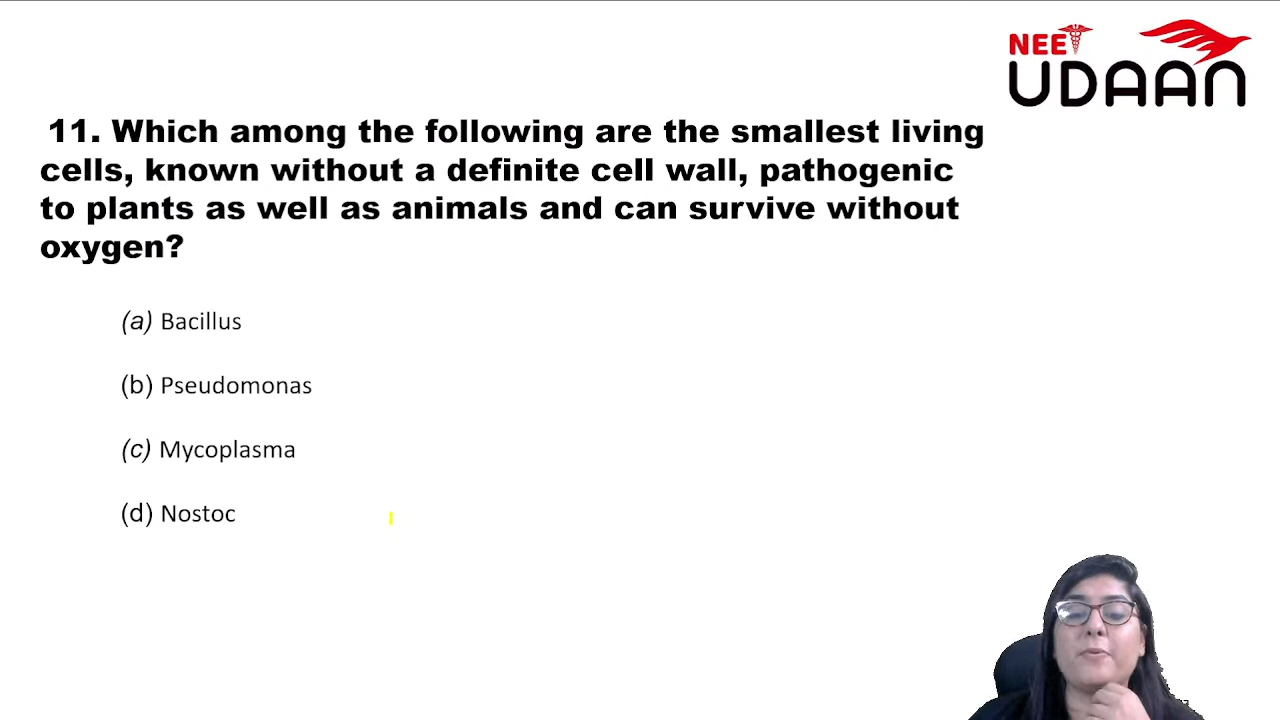 NEET
UDAAN
11. Which among the following are the smallest living
cells, known without a definite cell wall, pathogenic
to plants as well as animals and can survive without
oxygen?
(a) Bacillus
(b) Pseudomonas
(c) Mycoplasma
(d) Nostoc